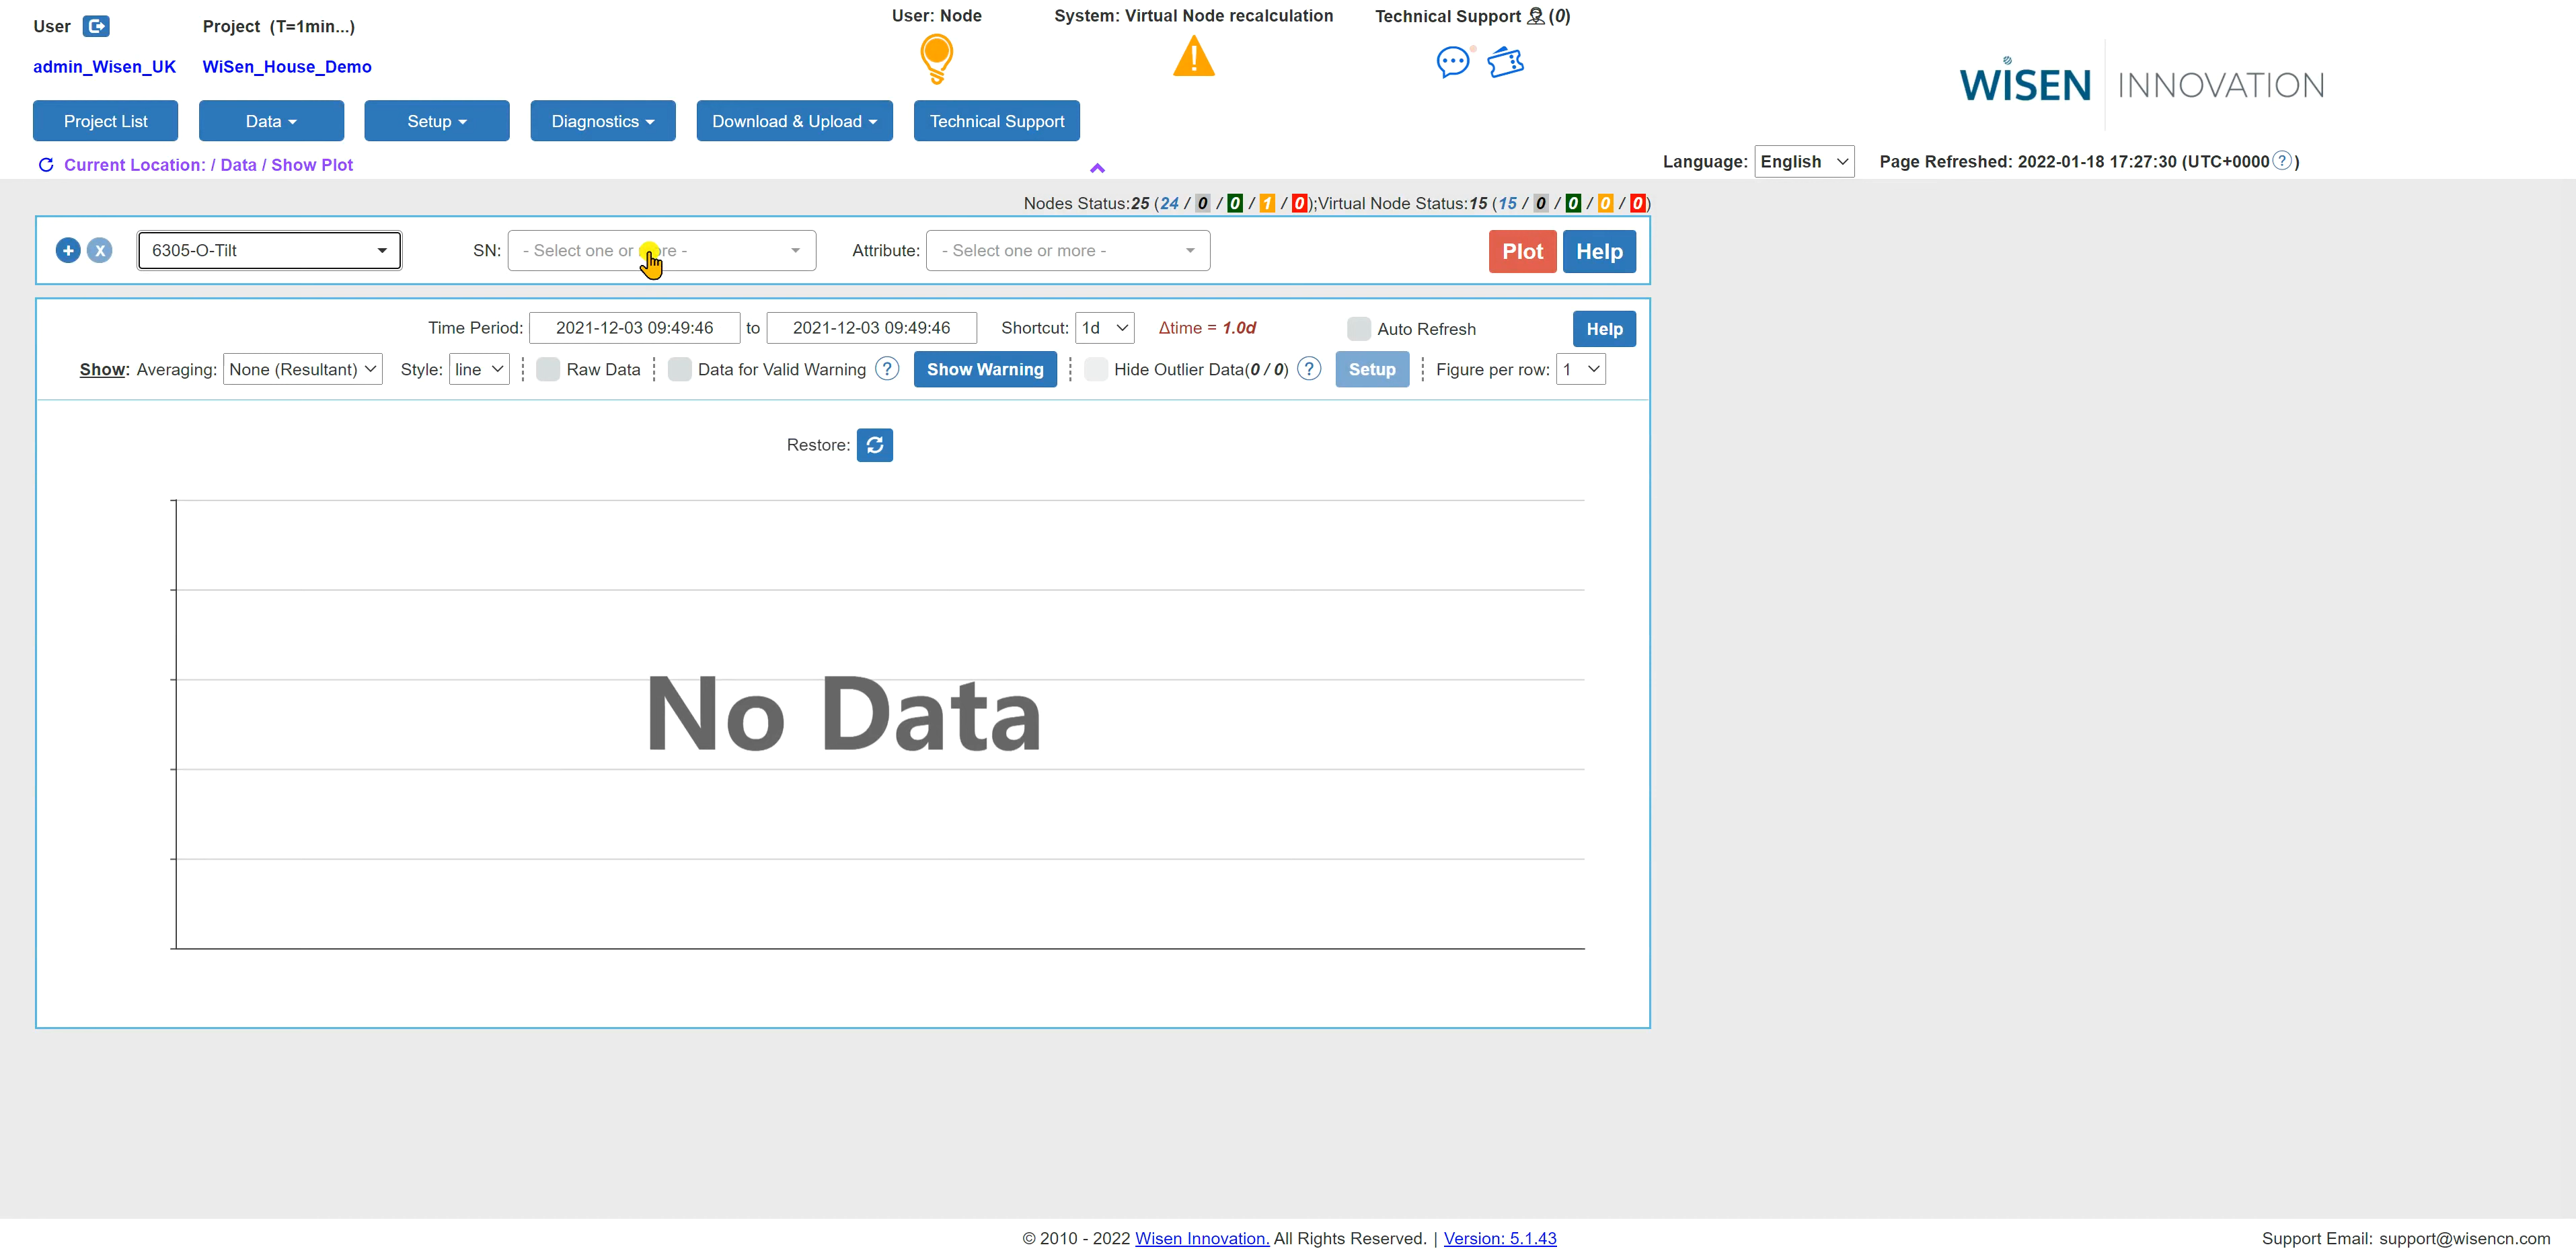 User
Project (T=1min...)
User: Node
System: Virtual Node recalculation
Technical Support (0)
admin_Wisen_UK
WiSen_House_Demo
WiSEN INNOVATION
Project List
Data
Setup
Diagnostics
Download & Upload
Technical Support
Current Location: / Data / Show Plot
Language: English
Page Refreshed: 2022-01-18 17:27:30 (UTC+0000 ? )
Nodes Status:25 (24 / 0 / 0 / 1 / 0);Virtual Node Status:15 (15 / 0 / 0 / 0 / 0)
+ X 6305-O-Tilt SN: - Select one or re - Attribute: - Select one or more - Plot Help
Time Period: 2021-12-03 09:49:46 to 2021-12-03 09:49:46 Shortcut: 1d Δtime = 1.0d Auto Refresh Help
Show: Averaging: None (Resultant) Style: line Raw Data Data for Valid Warning ? Show Warning Hide Outlier Data(0 / 0) ? Setup Figure per row: 1
Restore:
No Data
© 2010 - 2022 Wisen Innovation. All Rights Reserved. | Version: 5.1.43
Support Email: support@wisencn.com